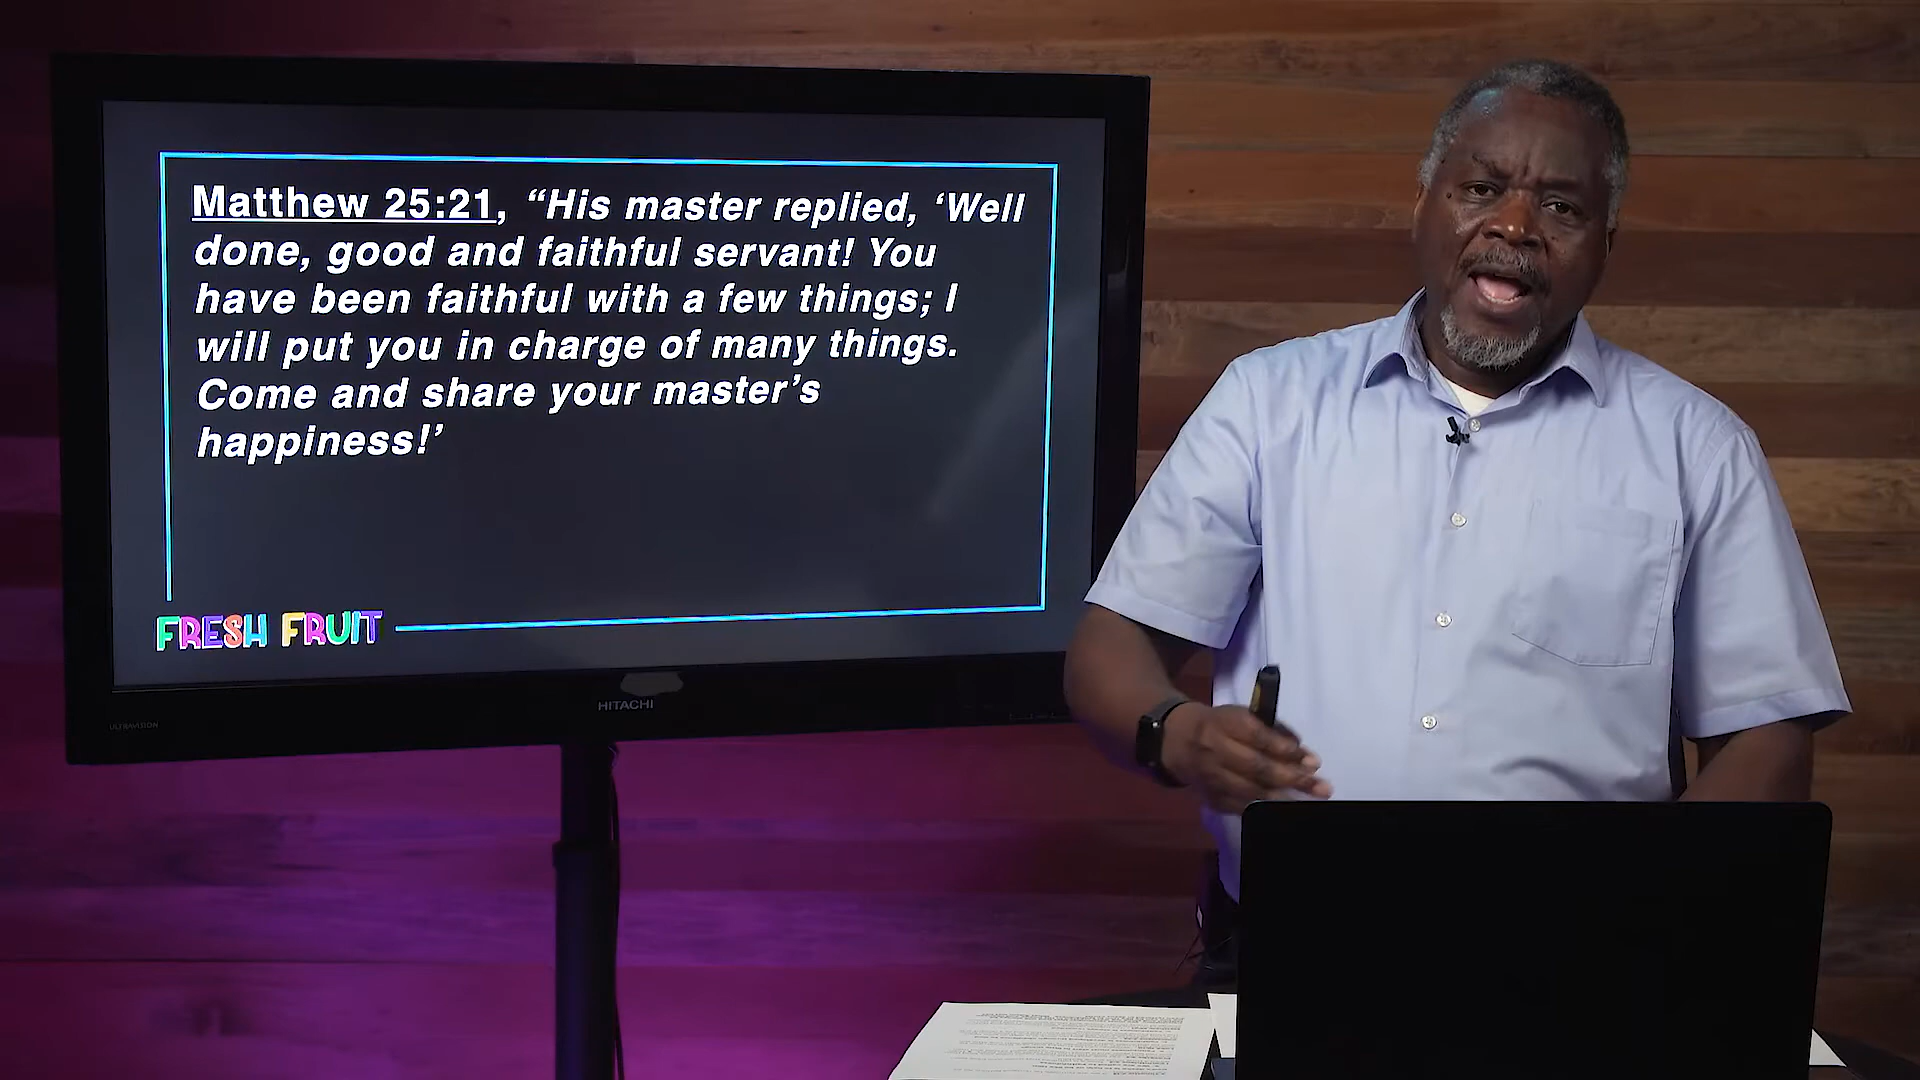 Matthew 25:21, “His master replied, ‘Well
done, good and faithful servant! You
have been faithful with a few things; I
will put you in charge of many things.
Come and share your master’s
happiness!’
FRESH FRUIT
HITACHI
ULTRAVISION